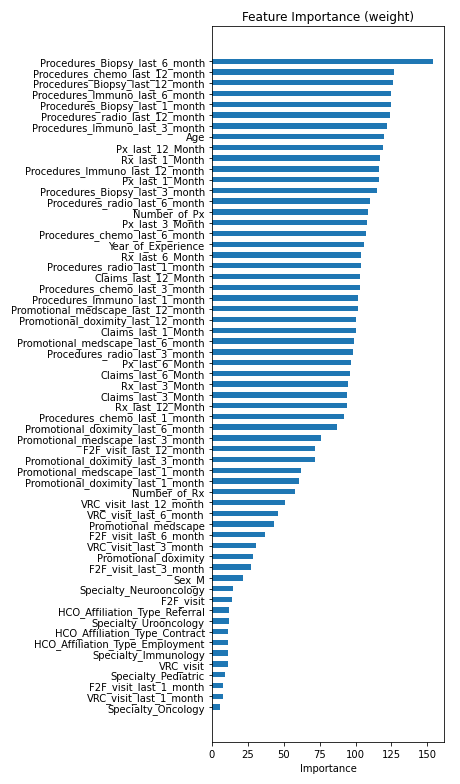 Feature Importance (weight)
Procedures_Biopsy_last_6_month
Procedures_chemo_last_12_month
Procedures_Biopsy_last_12_month
Procedures_Immuno_last_6_month
Procedures_Biopsy_last_1_month
Procedures_radio_last_12_month
Procedures_Immuno_last_3_month
Age
Px_last_12_Month
Rx_last_1_Month
Procedures_Immuno_last_12_month
Px_last_1_Month
Procedures_Biopsy_last_3_month
Procedures_radio_last_6_month
Number_of_Px
Px_last_3_Month
Procedures_chemo_last_6_month
Year_of_Experience
Rx_last_6_Month
Procedures_radio_last_1_month
Claims_last_12_Month
Procedures_chemo_last_3_month
Procedures_Immuno_last_1_month
Promotional_medscape_last_12_month
Promotional_doximity_last_12_month
Claims_last_1_Month
Promotional_medscape_last_6_month
Procedures_radio_last_3_month
Px_last_6_Month
Claims_last_6_Month
Rx_last_3_Month
Claims_last_3_Month
Rx_last_12_Month
Procedures_chemo_last_1_month
Promotional_doximity_last_6_month
Promotional_medscape_last_3_month
F2F_visit_last_12_month
Promotional_doximity_last_3_month
Promotional_medscape_last_1_month
Promotional_doximity_last_1_month
Number_of_Rx
VRC_visit_last_12_month
VRC_visit_last_6_month
Promotional_medscape
F2F_visit_last_6_month
VRC_visit_last_3_month
Promotional_doximity
F2F_visit_last_3_month
Sex_M
Specialty_Neurooncology
F2F_visit
HCO_Affiliation_Type_Referral
Specialty_Urooncology
HCO_Affiliation_Type_Contract
HCO_Affiliation_Type_Employment
Specialty_Immunology
VRC_visit
Specialty_Pediatric
F2F_visit_last_1_month
VRC_visit_last_1_month
Specialty_Oncology
0 25 50 75 100 125 150
Importance